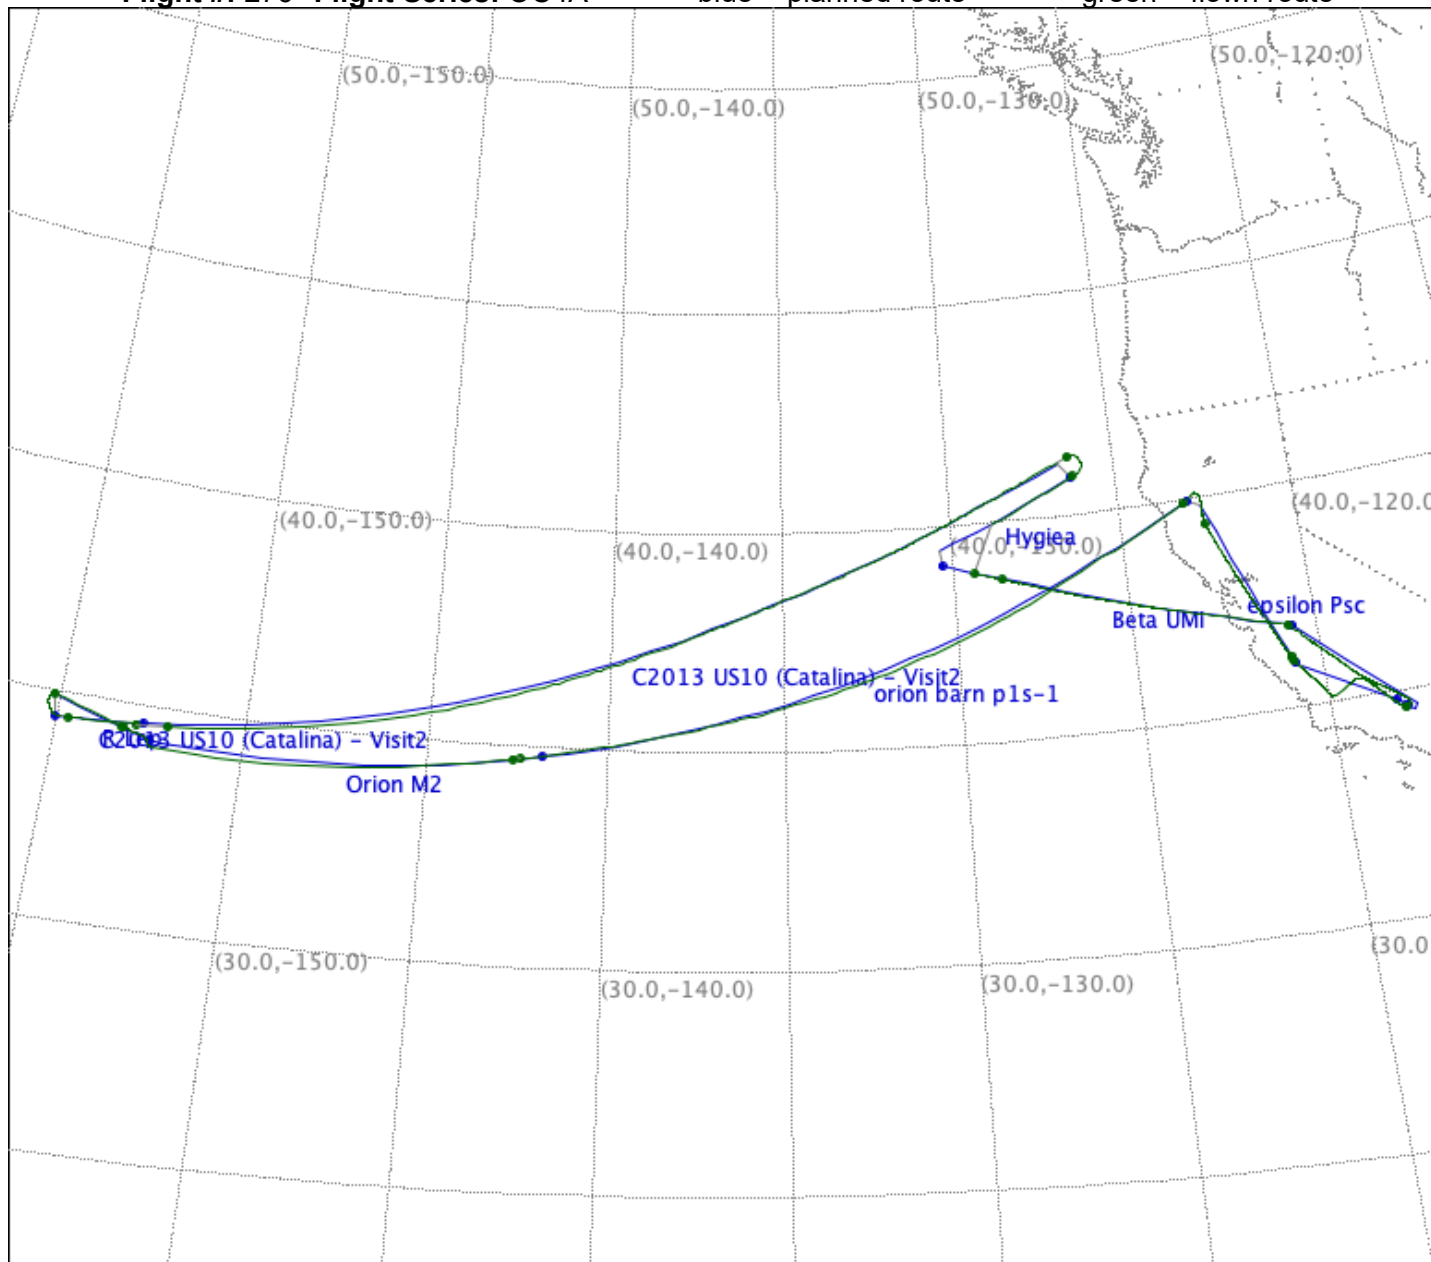 (50.0,−120.0)
(50.0,−150.0)
(50.0,−130.0)
(50.0,−140.0)
(40.0,−120.0
(40.0,−150.0)
Hygiea
(40.0,−130.0)
(40.0,−140.0)
epsilon Psc
Beta UMI
C2013 US10 (Catalina) − Visit2
orion barn p1s−1
C2013 US10 (Catalina) − Visit2
Orion M2
(30.0
(30.0,−150.0)
(30.0,−130.0)
(30.0,−140.0)